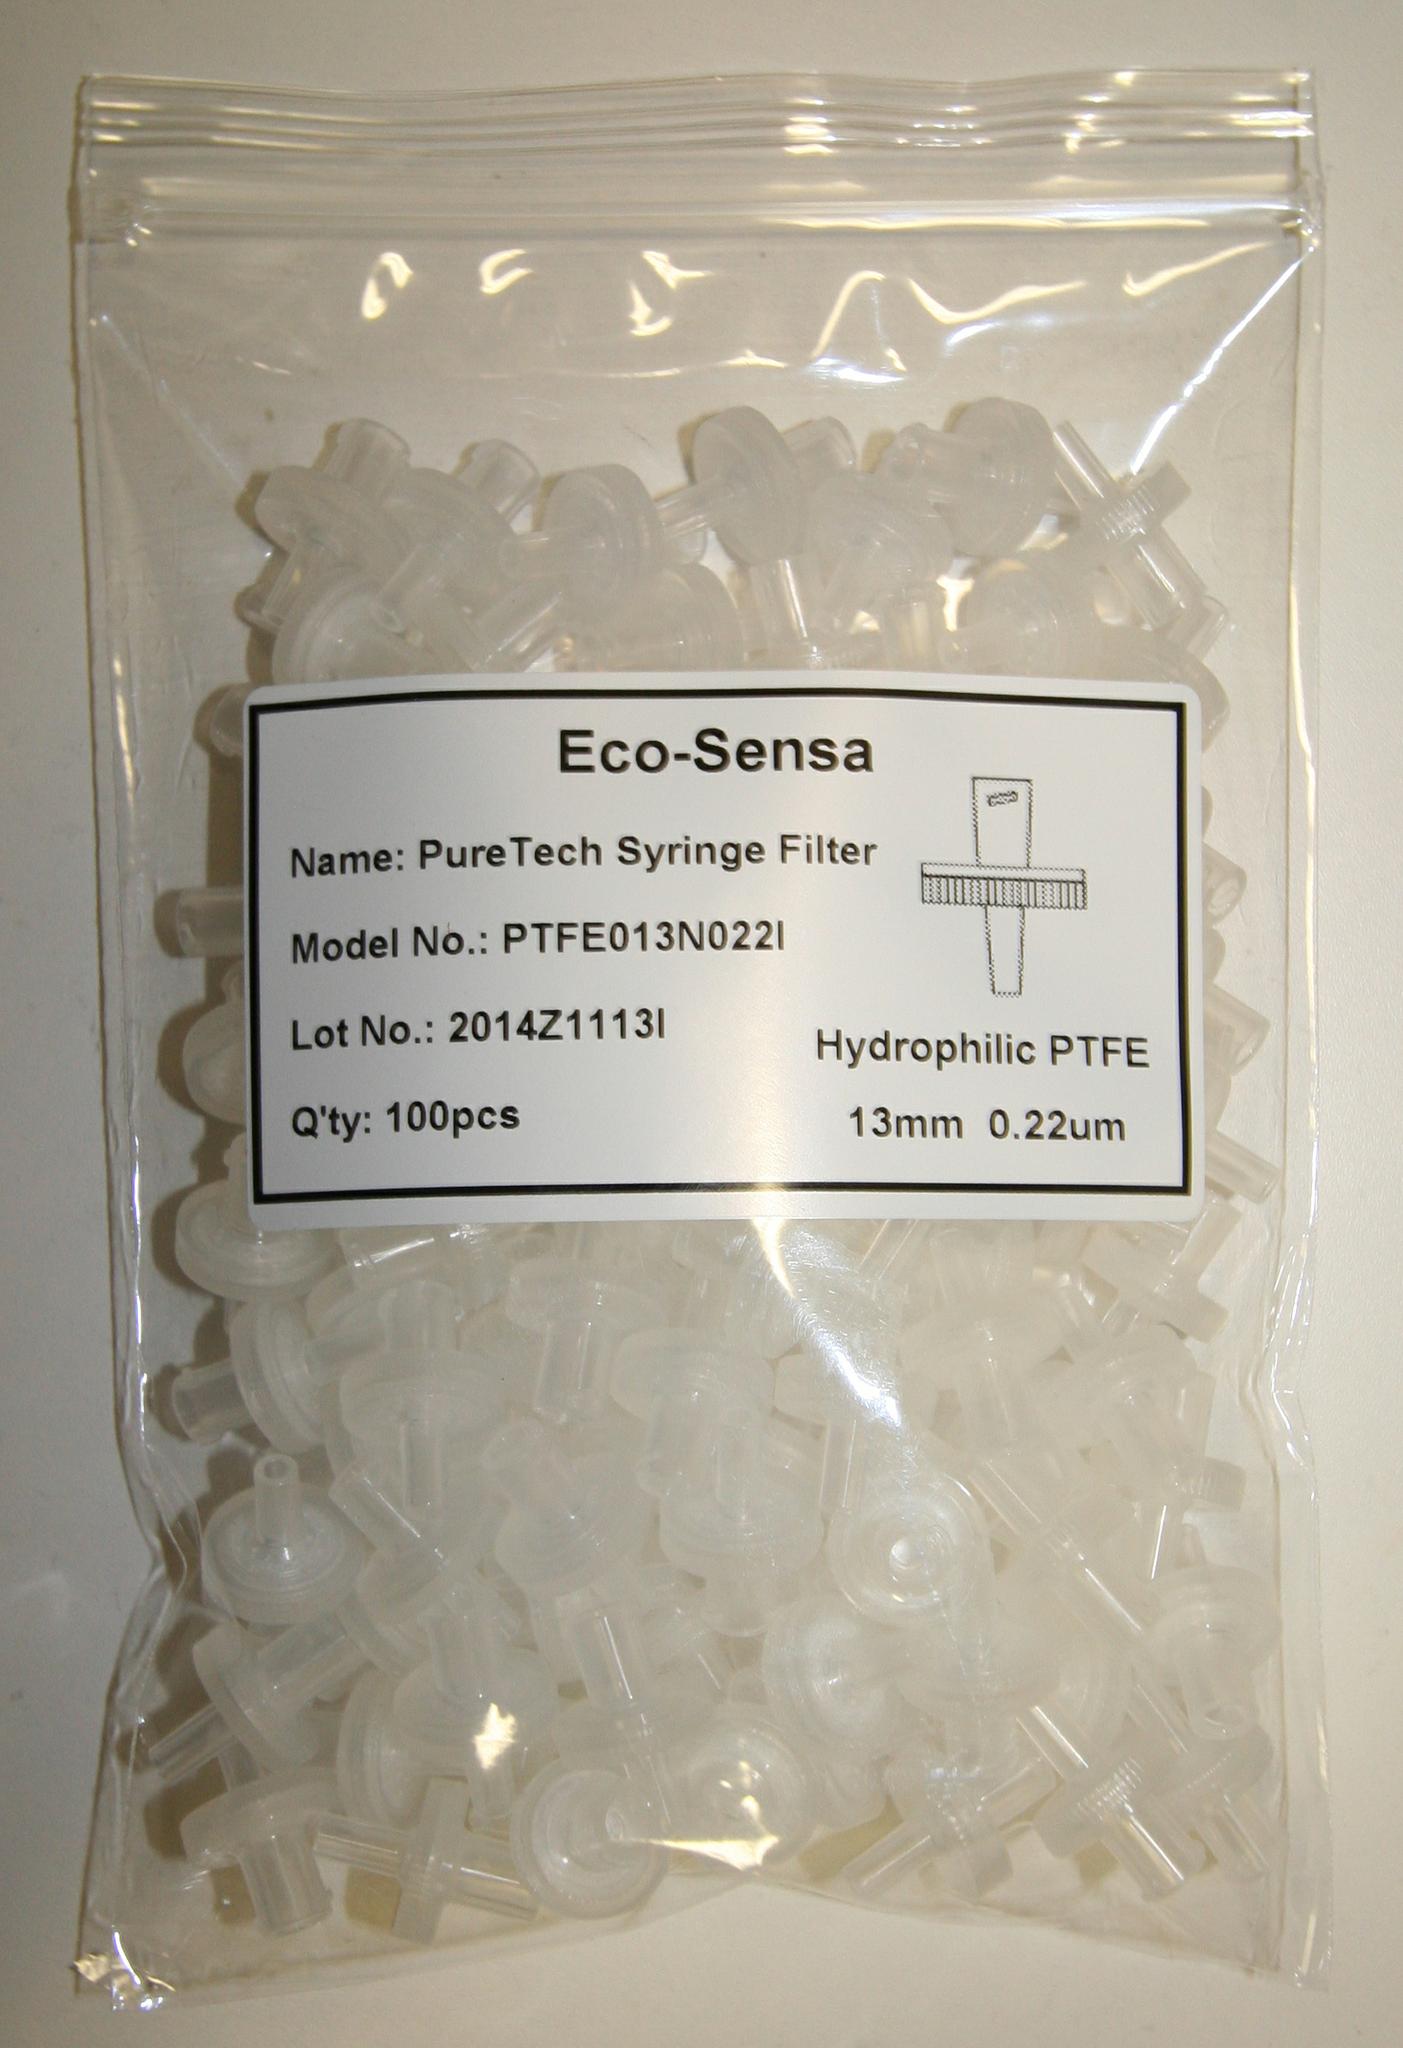 Eco-Sensa
Name: PureTech Syringe Filter
Model No.: PTFE013N022I
Lot No.: 2014Z1113I
Q'ty: 100pcs
Hydrophilic PTFE
13mm 0.22um